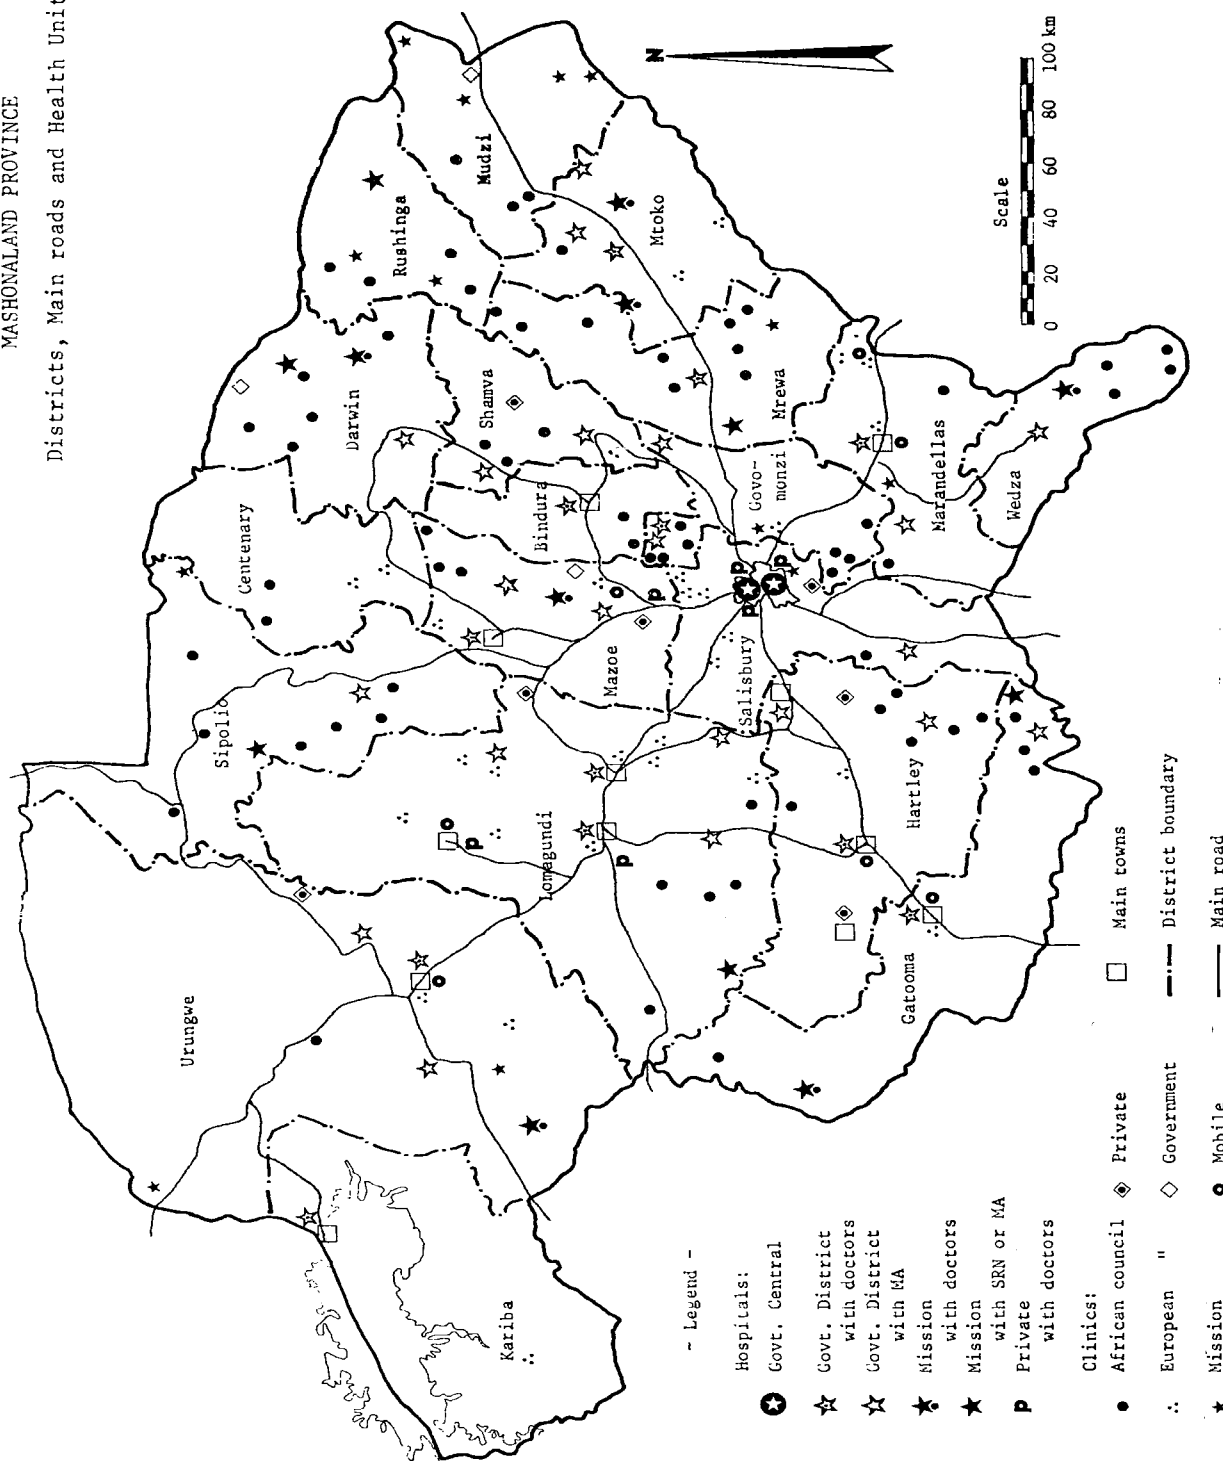 MASHONALAND PROVINCE
Districts, Main roads and Health Unit
N
Scale
0 20 40 60 80 100 km
Mudzi
Rushinga
Mtoko
Darwin
Shamva
Mrewa
Centenary
Bindura
Govo-
monzi
Marandellas
Wedza
Sipolio
Mazoe
Salisbury
Lomagundi
Hartley
Urungwe
Gatooma
Kariba
- Legend -
Hospitals:
Govt. Central
Govt. District
with doctors
Govt. District
with MA
Mission
with doctors
Mission
with SRN or MA
P Private
with doctors
Clinics:
African council
European "
Mission
Private
Government
Mobile
Main towns
District boundary
Main road
P
P
P
P
P
P